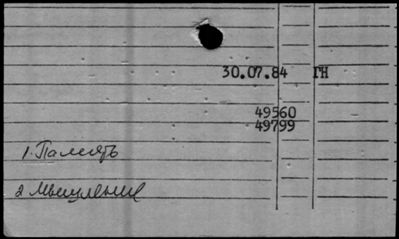 30.07.84 ГН
49560
49799
1. Память
2 Мышление